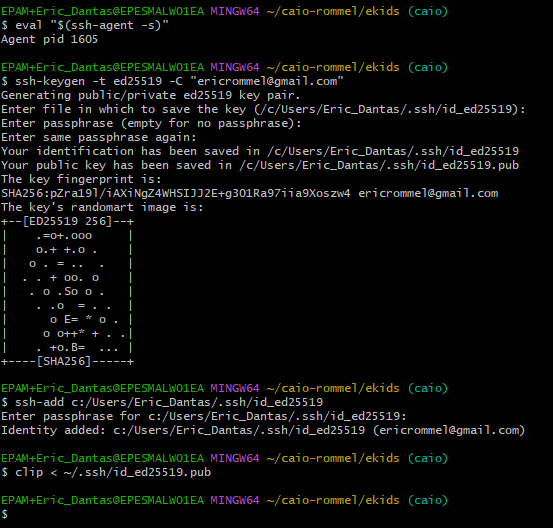 EPAM+Eric_Dantas@EPESMALW01EA MINGW64 ~/caio-rommel/ekids (caio)
$ eval "$(ssh-agent -s)"
Agent pid 1605

EPAM+Eric_Dantas@EPESMALW01EA MINGW64 ~/caio-rommel/ekids (caio)
$ ssh-keygen -t ed25519 -C "ericrommel@gmail.com"
Generating public/private ed25519 key pair.
Enter file in which to save the key (/c/Users/Eric_Dantas/.ssh/id_ed25519):
Enter passphrase (empty for no passphrase):
Enter same passphrase again:
Your identification has been saved in /c/Users/Eric_Dantas/.ssh/id_ed25519
Your public key has been saved in /c/Users/Eric_Dantas/.ssh/id_ed25519.pub
The key fingerprint is:
SHA256:pZra19l/iAXiNgZ4WHSIJJ2E+g3O1Ra97iia9Xoszw4 ericrommel@gmail.com
The key's randomart image is:
+--[ED25519 256]--+
|    .=o+.ooo     |
|    o.+ +.o .    |
|   o . = ..  .   |
|  . . + oo. o    |
|   . o .So o .   |
|    . .o  = . .  |
|      o E= * o . |
|     o o++* + . .|
|    . +o.B=  ... |
+----[SHA256]-----+

EPAM+Eric_Dantas@EPESMALW01EA MINGW64 ~/caio-rommel/ekids (caio)
$ ssh-add c:/Users/Eric_Dantas/.ssh/id_ed25519
Enter passphrase for c:/Users/Eric_Dantas/.ssh/id_ed25519:
Identity added: c:/Users/Eric_Dantas/.ssh/id_ed25519 (ericrommel@gmail.com)

EPAM+Eric_Dantas@EPESMALW01EA MINGW64 ~/caio-rommel/ekids (caio)
$ clip < ~/.ssh/id_ed25519.pub

EPAM+Eric_Dantas@EPESMALW01EA MINGW64 ~/caio-rommel/ekids (caio)
$